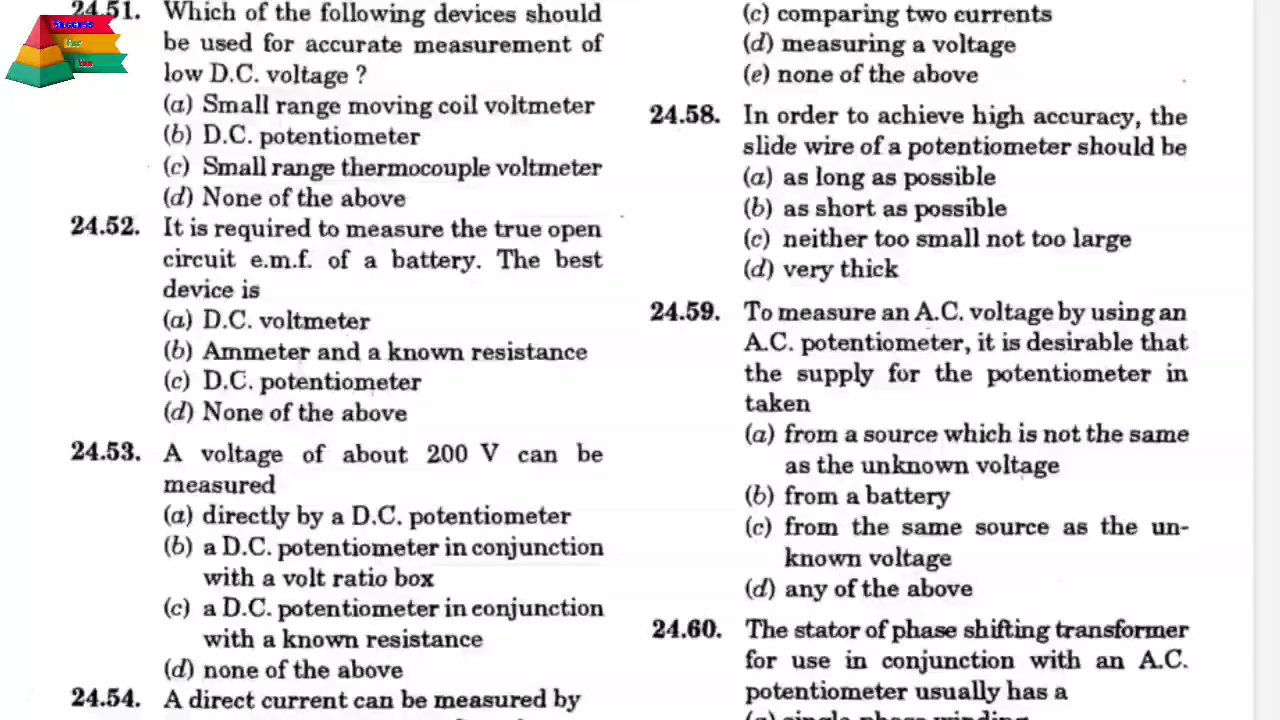 Success
For
You
24.51. Which of the following devices should
be used for accurate measurement of
low D.C. voltage ?
(a) Small range moving coil voltmeter
(b) D.C. potentiometer
(c) Small range thermocouple voltmeter
(d) None of the above
24.52. It is required to measure the true open
circuit e.m.f. of a battery. The best
device is
(a) D.C. voltmeter
(b) Ammeter and a known resistance
(c) D.C. potentiometer
(d) None of the above
24.53. A voltage of about 200 V can be
measured
(a) directly by a D.C. potentiometer
(b) a D.C. potentiometer in conjunction
with a volt ratio box
(c) a D.C. potentiometer in conjunction
with a known resistance
(d) none of the above
24.54. A direct current can be measured by
(c) comparing two currents
(d) measuring a voltage
(e) none of the above
24.58. In order to achieve high accuracy, the
slide wire of a potentiometer should be
(a) as long as possible
(b) as short as possible
(c) neither too small not too large
(d) very thick
24.59. To measure an A.C. voltage by using an
A.C. potentiometer, it is desirable that
the supply for the potentiometer in
taken
(a) from a source which is not the same
as the unknown voltage
(b) from a battery
(c) from the same source as the un-
known voltage
(d) any of the above
24.60. The stator of phase shifting transformer
for use in conjunction with an A.C.
potentiometer usually has a
(a) single phase winding